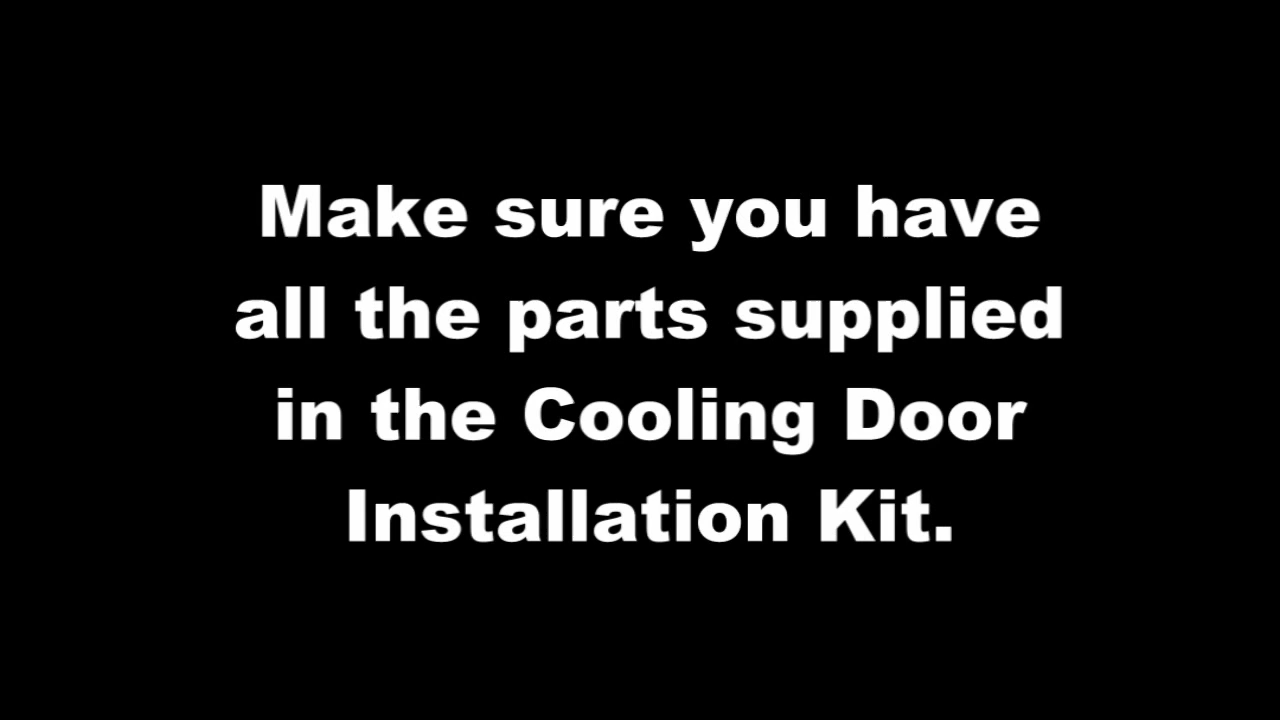 Make sure you have
all the parts supplied
in the Cooling Door
Installation Kit.